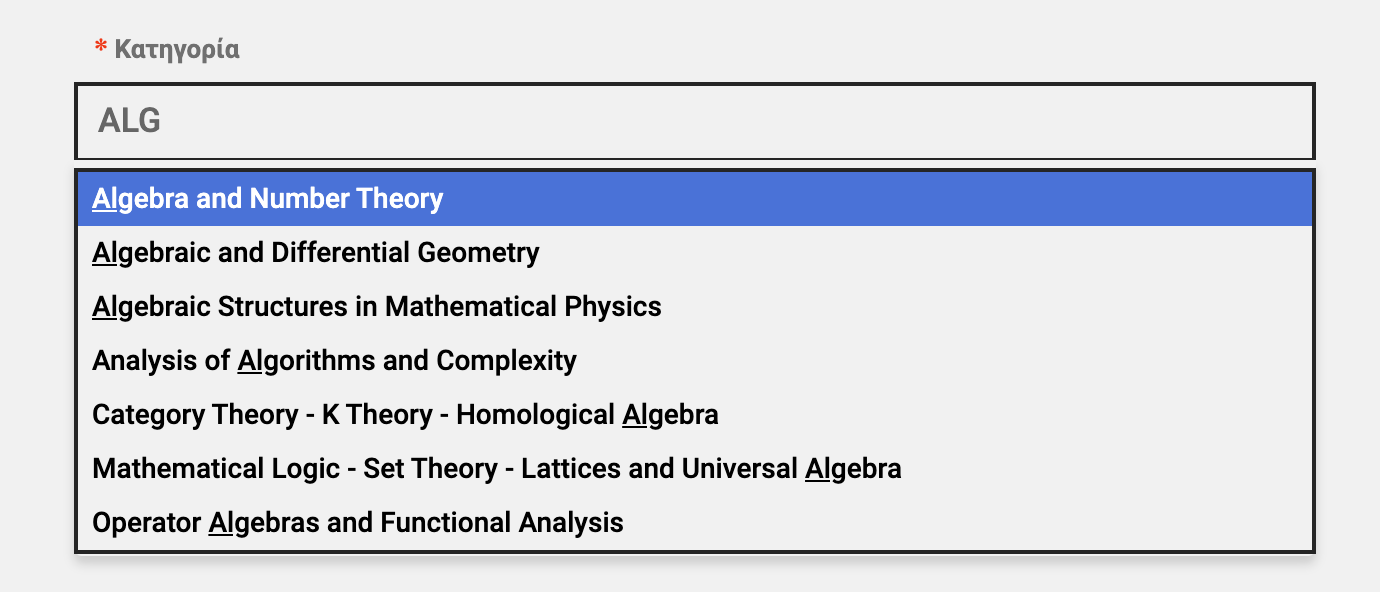 * Κατηγορία
ALG
Algebra and Number Theory
Algebraic and Differential Geometry
Algebraic Structures in Mathematical Physics
Analysis of Algorithms and Complexity
Category Theory - K Theory - Homological Algebra
Mathematical Logic - Set Theory - Lattices and Universal Algebra
Operator Algebras and Functional Analysis